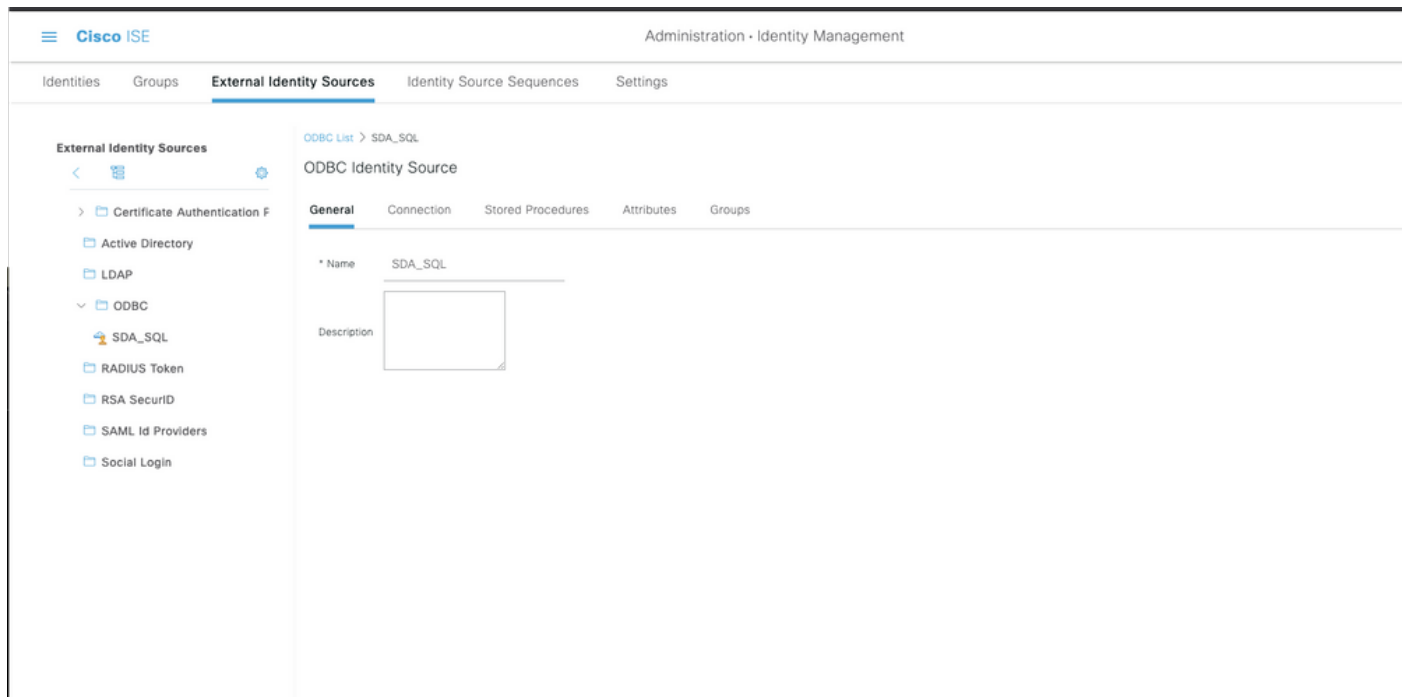 Cisco ISE
Administration · Identity Management
Identities Groups External Identity Sources Identity Source Sequences Settings
External Identity Sources
Certificate Authentication F
Active Directory
LDAP
ODBC
SDA_SQL
RADIUS Token
RSA SecurID
SAML Id Providers
Social Login
ODBC List > SDA_SQL
ODBC Identity Source
General Connection Stored Procedures Attributes Groups
* Name SDA_SQL
Description